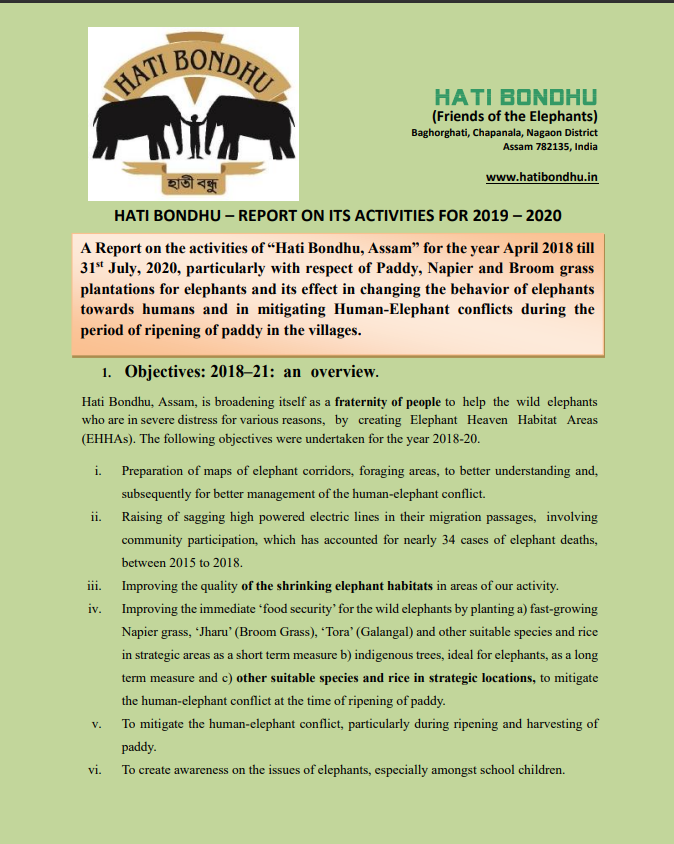 HATI BONDHU
হাতী বন্ধু
HATI BONDHU
(Friends of the Elephants)
Baghorghati, Chapanala, Nagaon District
Assam 782135, India
www.hatibondhu.in
HATI BONDHU – REPORT ON ITS ACTIVITIES FOR 2019 – 2020
A Report on the activities of “Hati Bondhu, Assam” for the year April 2018 till
31st July, 2020, particularly with respect of Paddy, Napier and Broom grass
plantations for elephants and its effect in changing the behavior of elephants
towards humans and in mitigating Human-Elephant conflicts during the
period of ripening of paddy in the villages.
1. Objectives: 2018–21: an overview.
Hati Bondhu, Assam, is broadening itself as a fraternity of people to help the wild elephants
who are in severe distress for various reasons, by creating Elephant Heaven Habitat Areas
(EHHAs). The following objectives were undertaken for the year 2018-20.
i. Preparation of maps of elephant corridors, foraging areas, to better understanding and,
subsequently for better management of the human-elephant conflict.
ii. Raising of sagging high powered electric lines in their migration passages, involving
community participation, which has accounted for nearly 34 cases of elephant deaths,
between 2015 to 2018.
iii. Improving the quality of the shrinking elephant habitats in areas of our activity.
iv. Improving the immediate ‘food security’ for the wild elephants by planting a) fast-growing
Napier grass, ‘Jharu’ (Broom Grass), ‘Tora’ (Galangal) and other suitable species and rice
in strategic areas as a short term measure b) indigenous trees, ideal for elephants, as a long
term measure and c) other suitable species and rice in strategic locations, to mitigate
the human-elephant conflict at the time of ripening of paddy.
v. To mitigate the human-elephant conflict, particularly during ripening and harvesting of
paddy.
vi. To create awareness on the issues of elephants, especially amongst school children.